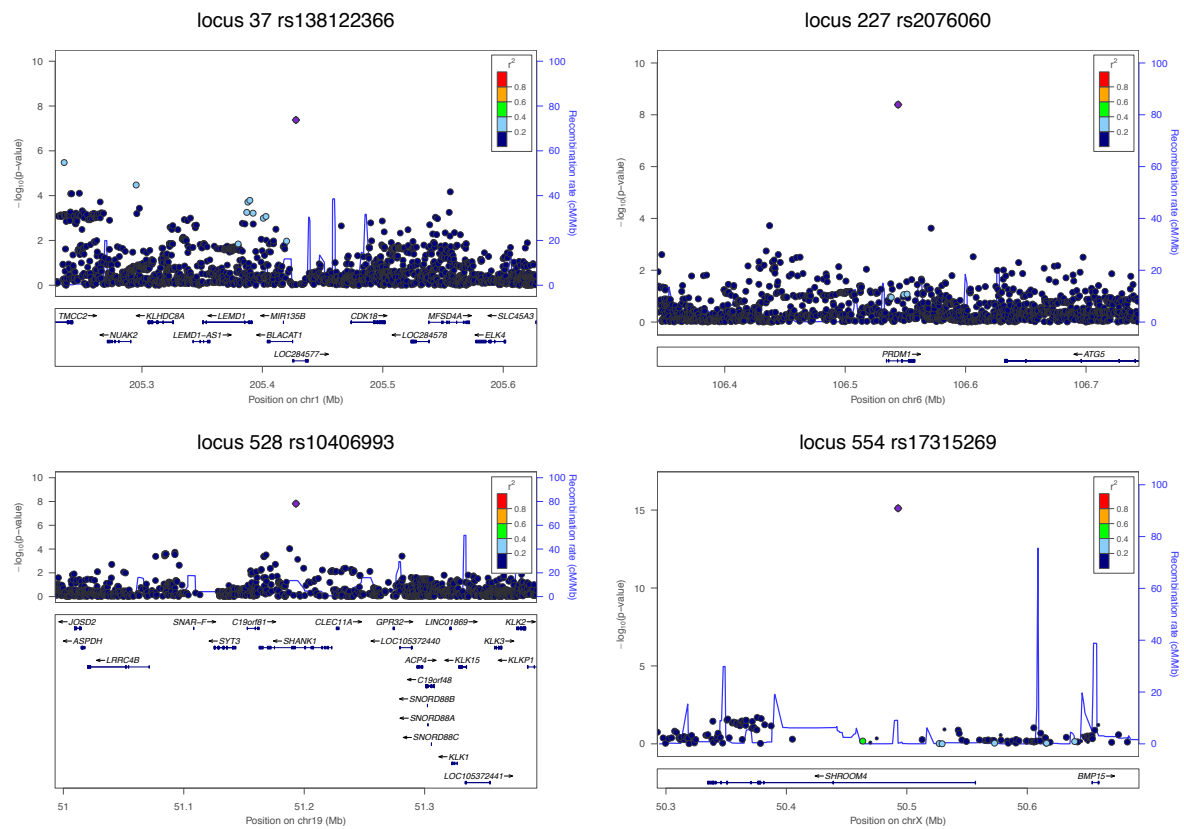 locus 37 rs138122366
10
8
6
4
2
0
−log10(p-value)
100
80
60
40
20
0
Recombination rate (cM/Mb)
r2
0.8
0.6
0.4
0.2
TMCC2→
←KLHDC8A
←LEMD1
→MIR135B
CDK18→
MFSD4A→
←SLC45A3
←NUAK2
LEMD1-AS1→
←BLACAT1
→LOC284578
←ELK4
LOC284577→
205.3
205.4
205.5
205.6
Position on chr1 (Mb)
locus 227 rs2076060
10
8
6
4
2
0
−log10(p-value)
100
80
60
40
20
0
Recombination rate (cM/Mb)
r2
0.8
0.6
0.4
0.2
PRDM1→
←ATG5
106.4
106.5
106.6
106.7
Position on chr6 (Mb)
locus 528 rs10406993
10
8
6
4
2
0
−log10(p-value)
100
80
60
40
20
0
Recombination rate (cM/Mb)
r2
0.8
0.6
0.4
0.2
←JOSD2
SNAR-F→
C19orf81→
CLEC11A→
GPR32→
LINC01869→
KLK2→
←ASPDH
←SYT3
←SHANK1
←LOC105372440
KLK3→
←LRRC4B
ACP4→
←KLK15
←KLKP1
←C19orf48
←SNORD88B
←SNORD88A
←SNORD88C
←KLK1
LOC105372441→
51
51.1
51.2
51.3
Position on chr19 (Mb)
locus 554 rs17315269
15
10
5
0
−log10(p-value)
100
80
60
40
20
0
Recombination rate (cM/Mb)
r2
0.8
0.6
0.4
0.2
←SHROOM4
BMP15→
50.3
50.4
50.5
50.6
Position on chrX (Mb)